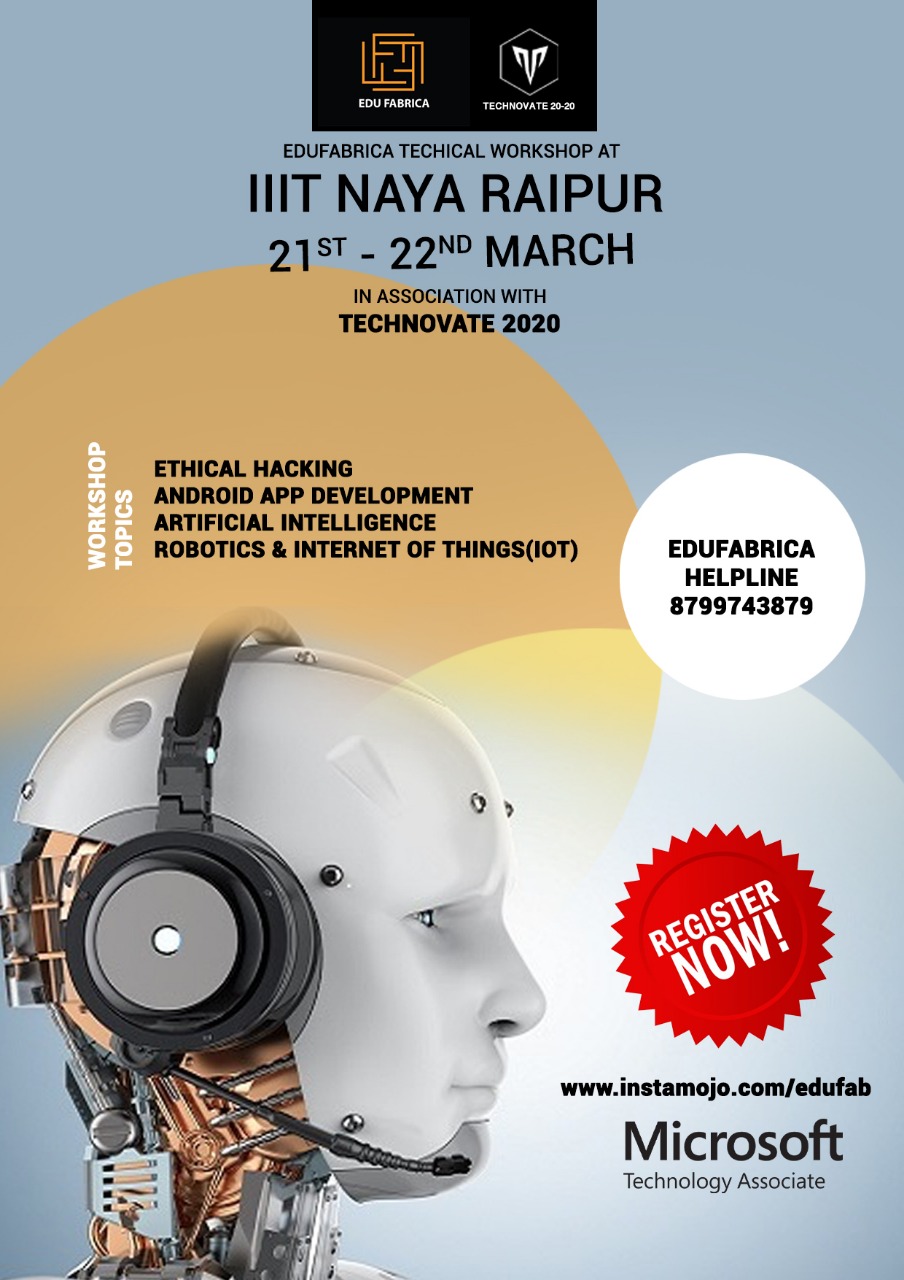 EDU FABRICA
TECHNOVATE 20-20
EDUFABRICA TECHICAL WORKSHOP AT
IIIT NAYA RAIPUR
21ST - 22ND MARCH
IN ASSOCIATION WITH
TECHNOVATE 2020
WORKSHOP
TOPICS
ETHICAL HACKING
ANDROID APP DEVELOPMENT
ARTIFICIAL INTELLIGENCE
ROBOTICS & INTERNET OF THINGS(IOT)
EDUFABRICA
HELPLINE
8799743879
REGISTER
NOW!
www.instamojo.com/edufab
Microsoft
Technology Associate